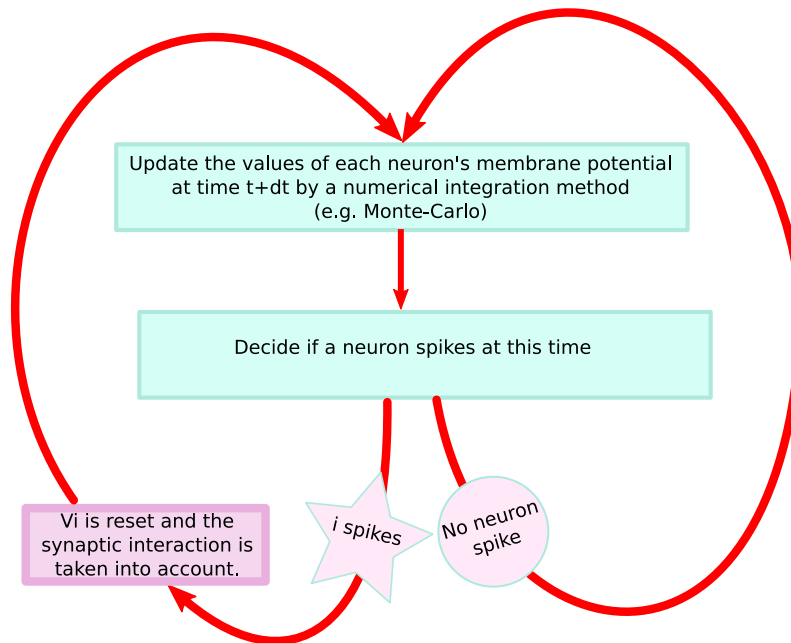 Update the values of each neuron's membrane potential
at time t+dt by a numerical integration method
(e.g. Monte-Carlo)
Decide if a neuron spikes at this time
i spikes
No neuron
spike
Vi is reset and the
synaptic interaction is
taken into account.